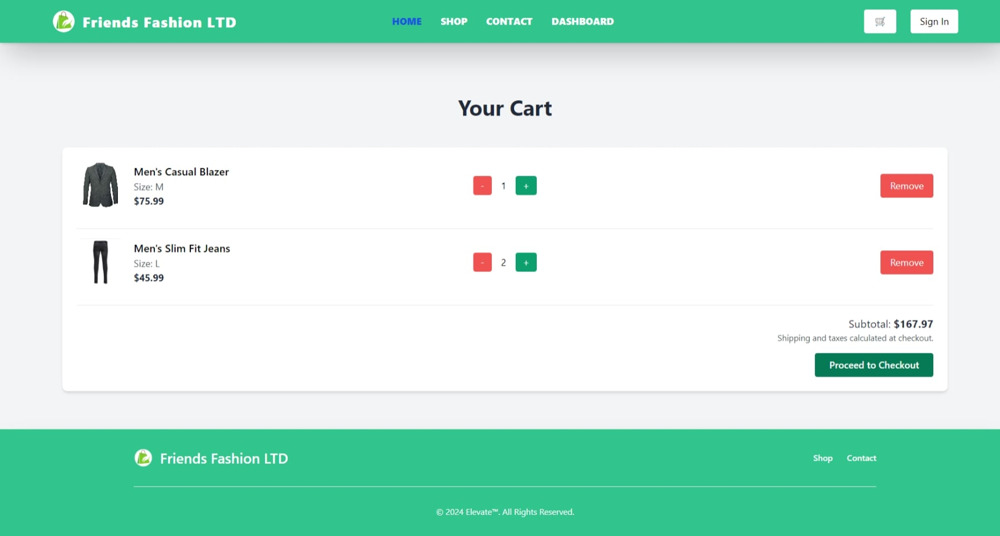 Friends Fashion LTD
HOME SHOP CONTACT DASHBOARD
Sign In
Your Cart
Men's Casual Blazer
Size: M
$75.99
- 1 +
Remove
Men's Slim Fit Jeans
Size: L
$45.99
- 2 +
Remove
Subtotal: $167.97
Shipping and taxes calculated at checkout.
Proceed to Checkout
Friends Fashion LTD
Shop Contact
© 2024 Elevate™. All Rights Reserved.